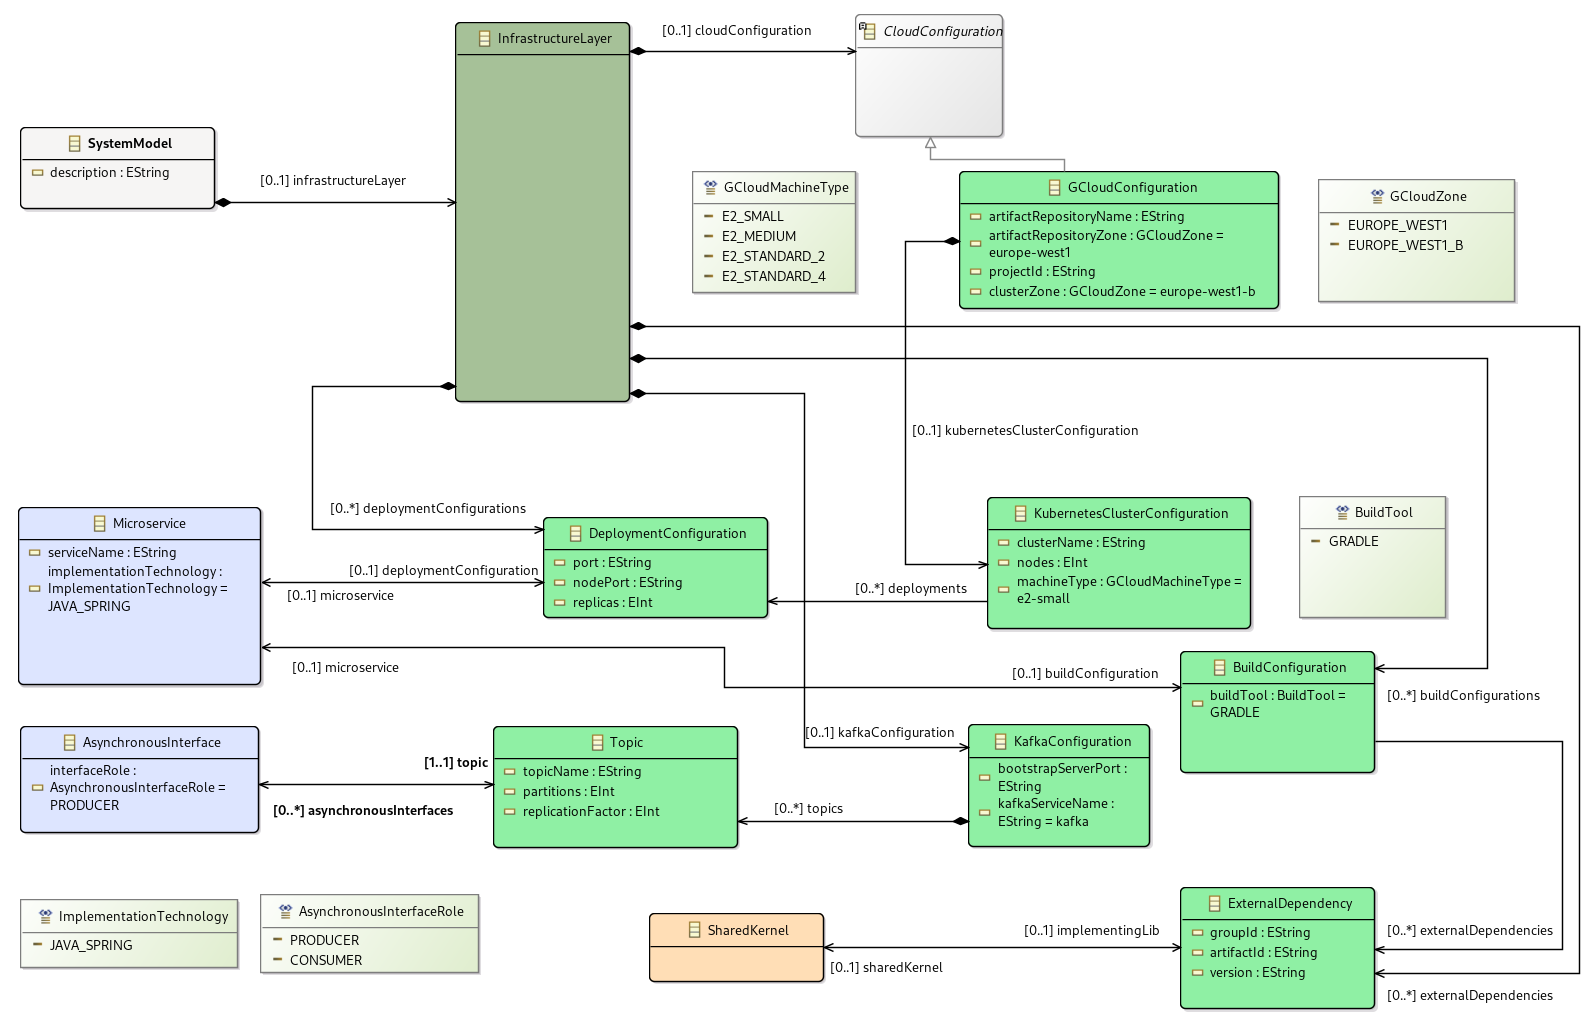 InfrastructureLayer
[0..1] cloudConfiguration
CloudConfiguration
SystemModel
description : EString
[0..1] infrastructureLayer
GCloudMachineType
E2_SMALL
E2_MEDIUM
E2_STANDARD_2
E2_STANDARD_4
GCloudConfiguration
artifactRepositoryName : EString
artifactRepositoryZone : GCloudZone =
europe-west1
projectId : EString
clusterZone : GCloudZone = europe-west1-b
GCloudZone
EUROPE_WEST1
EUROPE_WEST1_B
[0..1] kubernetesClusterConfiguration
[0..*] deploymentConfigurations
Microservice
serviceName : EString
implementationTechnology :
ImplementationTechnology =
JAVA_SPRING
[0..1] deploymentConfiguration
[0..1] microservice
DeploymentConfiguration
port : EString
nodePort : EString
replicas : EInt
[0..*] deployments
KubernetesClusterConfiguration
clusterName : EString
nodes : EInt
machineType : GCloudMachineType =
e2-small
BuildTool
GRADLE
[0..1] microservice
[0..1] buildConfiguration
BuildConfiguration
buildTool : BuildTool =
GRADLE
[0..*] buildConfigurations
AsynchronousInterface
interfaceRole :
AsynchronousInterfaceRole =
PRODUCER
[1..1] topic
[0..*] asynchronousInterfaces
Topic
topicName : EString
partitions : EInt
replicationFactor : EInt
[0..1] kafkaConfiguration
[0..*] topics
KafkaConfiguration
bootstrapServerPort :
EString
kafkaServiceName :
EString = kafka
ImplementationTechnology
JAVA_SPRING
AsynchronousInterfaceRole
PRODUCER
CONSUMER
SharedKernel
[0..1] implementingLib
[0..1] sharedKernel
ExternalDependency
groupId : EString
artifactId : EString
version : EString
[0..*] externalDependencies
[0..*] externalDependencies